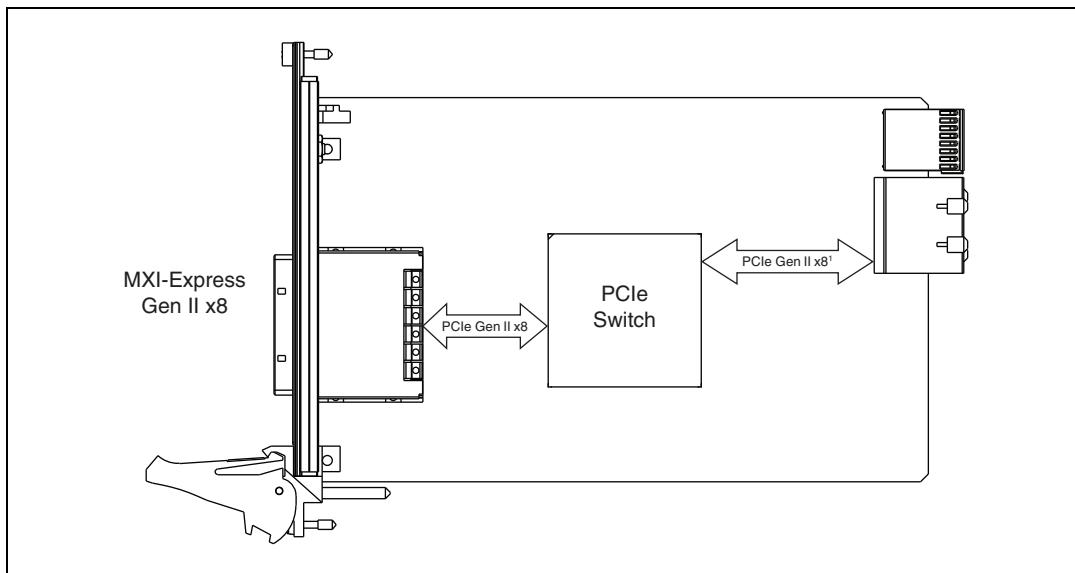 MXI-Express
Gen II x8
PCIe Gen II x8
PCIe
Switch
PCIe Gen II x8¹